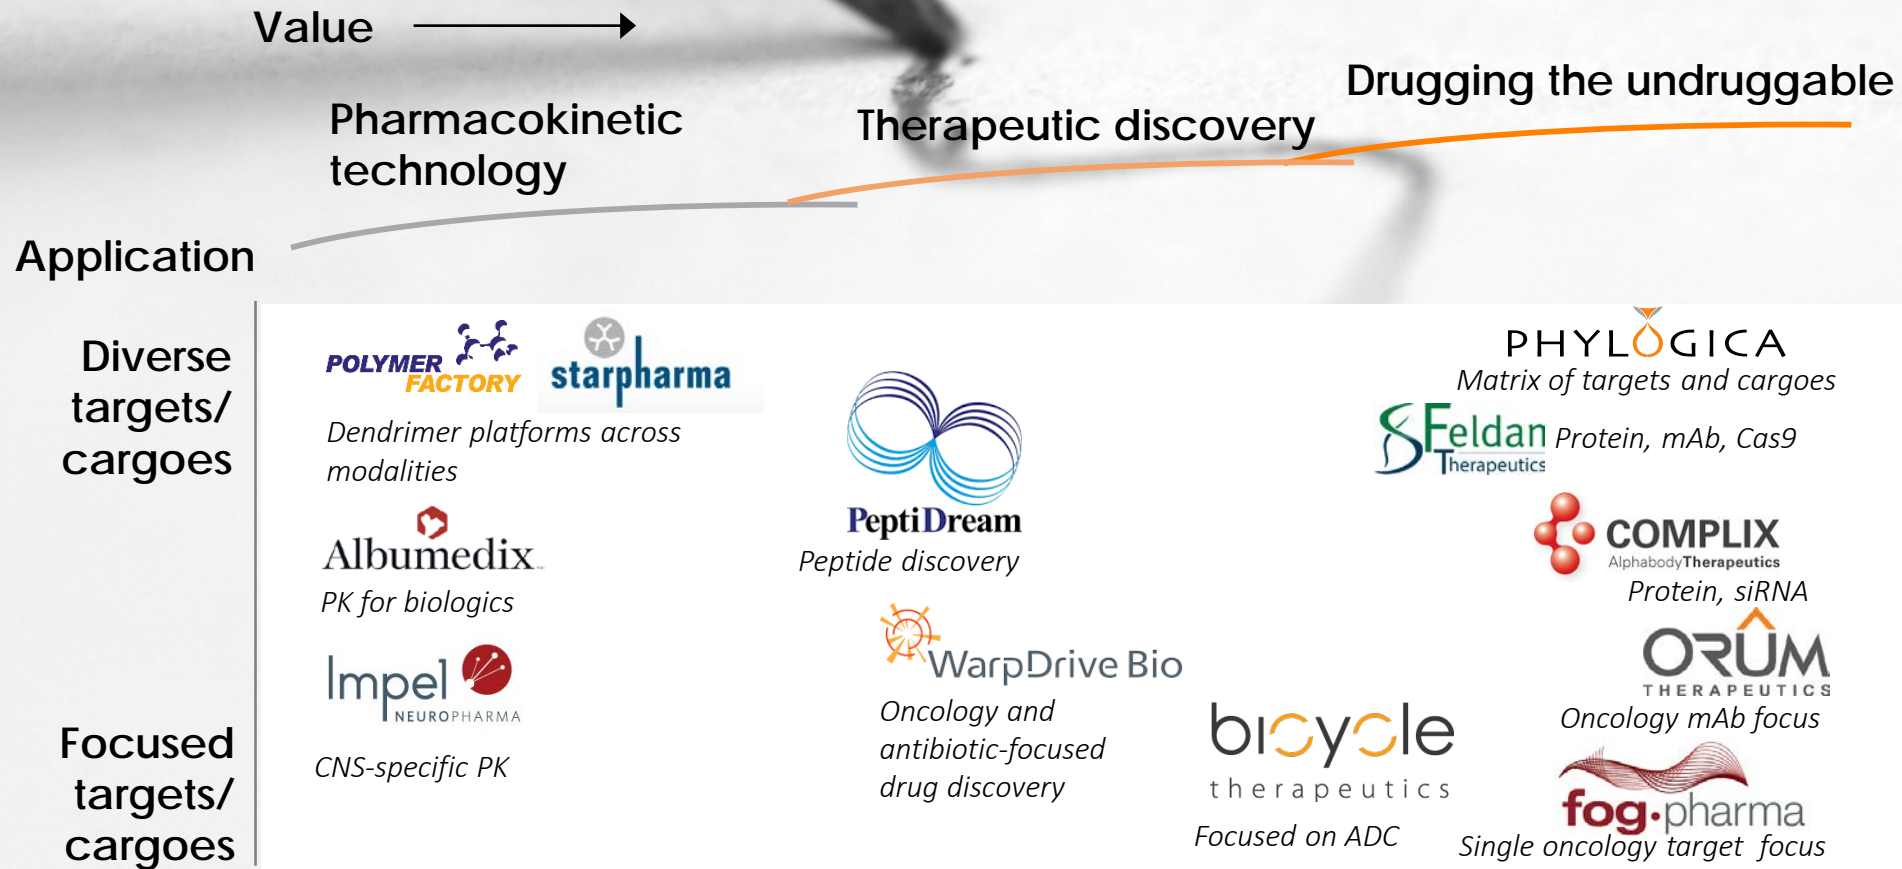 Value
Drugging the undruggable
Pharmacokinetic
technology
Therapeutic discovery
Application
Diverse
targets/
cargoes
POLYMER
FACTORY
starpharma
Dendrimer platforms across
modalities
Albumedix
PK for biologics
Impel
NEUROPHARMA
CNS-specific PK
PeptiDream
Peptide discovery
WarpDrive Bio
Oncology and
antibiotic-focused
drug discovery
bicycle
therapeutics
Focused on ADC
PHYLOGICA
Matrix of targets and cargoes
Feldan
Therapeutics
Protein, mAb, Cas9
COMPLIX
AlphabodyTherapeutics
Protein, siRNA
ORUM
THERAPEUTICS
Oncology mAb focus
fog·pharma
Single oncology target focus
Focused
targets/
cargoes